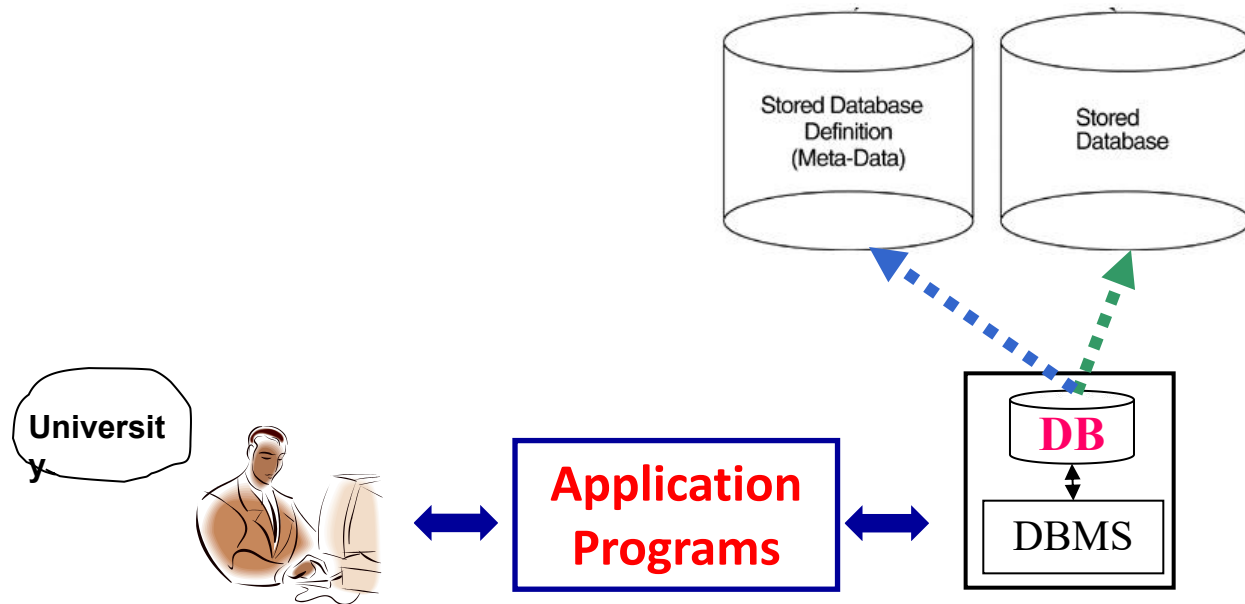 Stored Database
Definition
(Meta-Data)
Stored
Database
Universit
y
Application
Programs
DB
DBMS